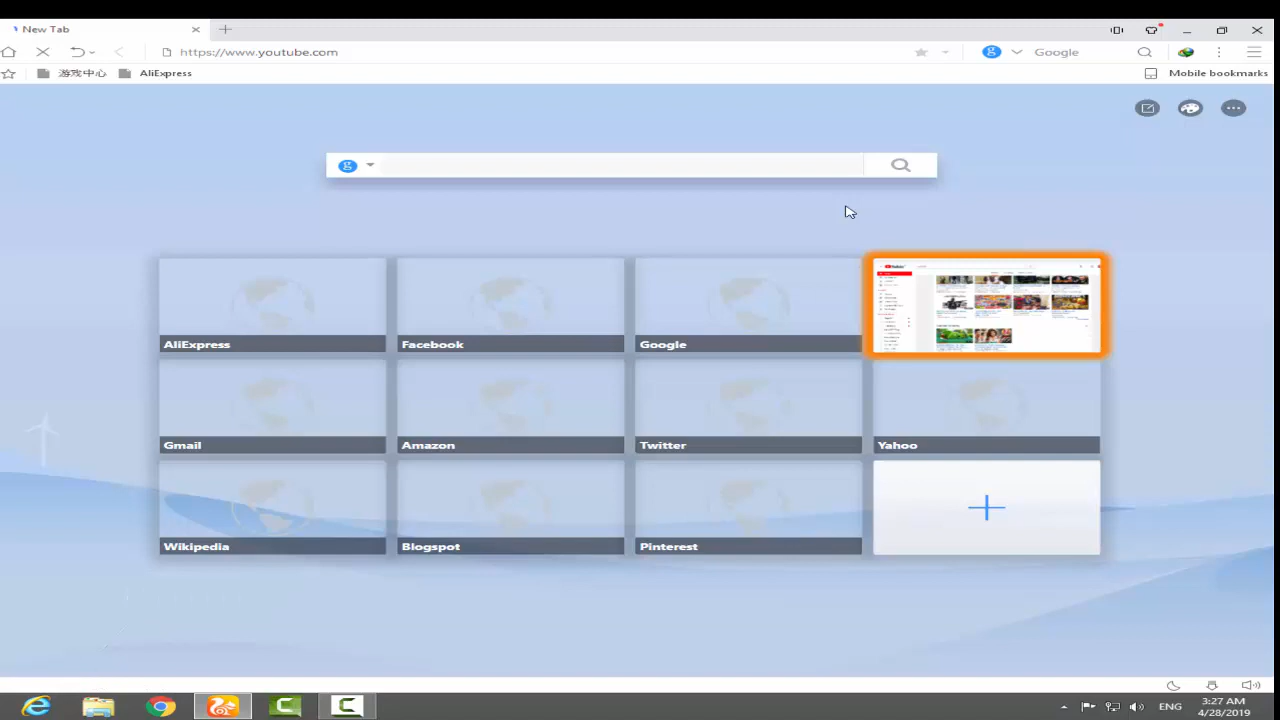 New Tab
https://www.youtube.com
Google
游戏中心
AliExpress
Mobile bookmarks
AliExpress
Facebook
Google
Gmail
Amazon
Twitter
Yahoo
Wikipedia
Blogspot
Pinterest
ENG
3:27 AM
4/28/2019